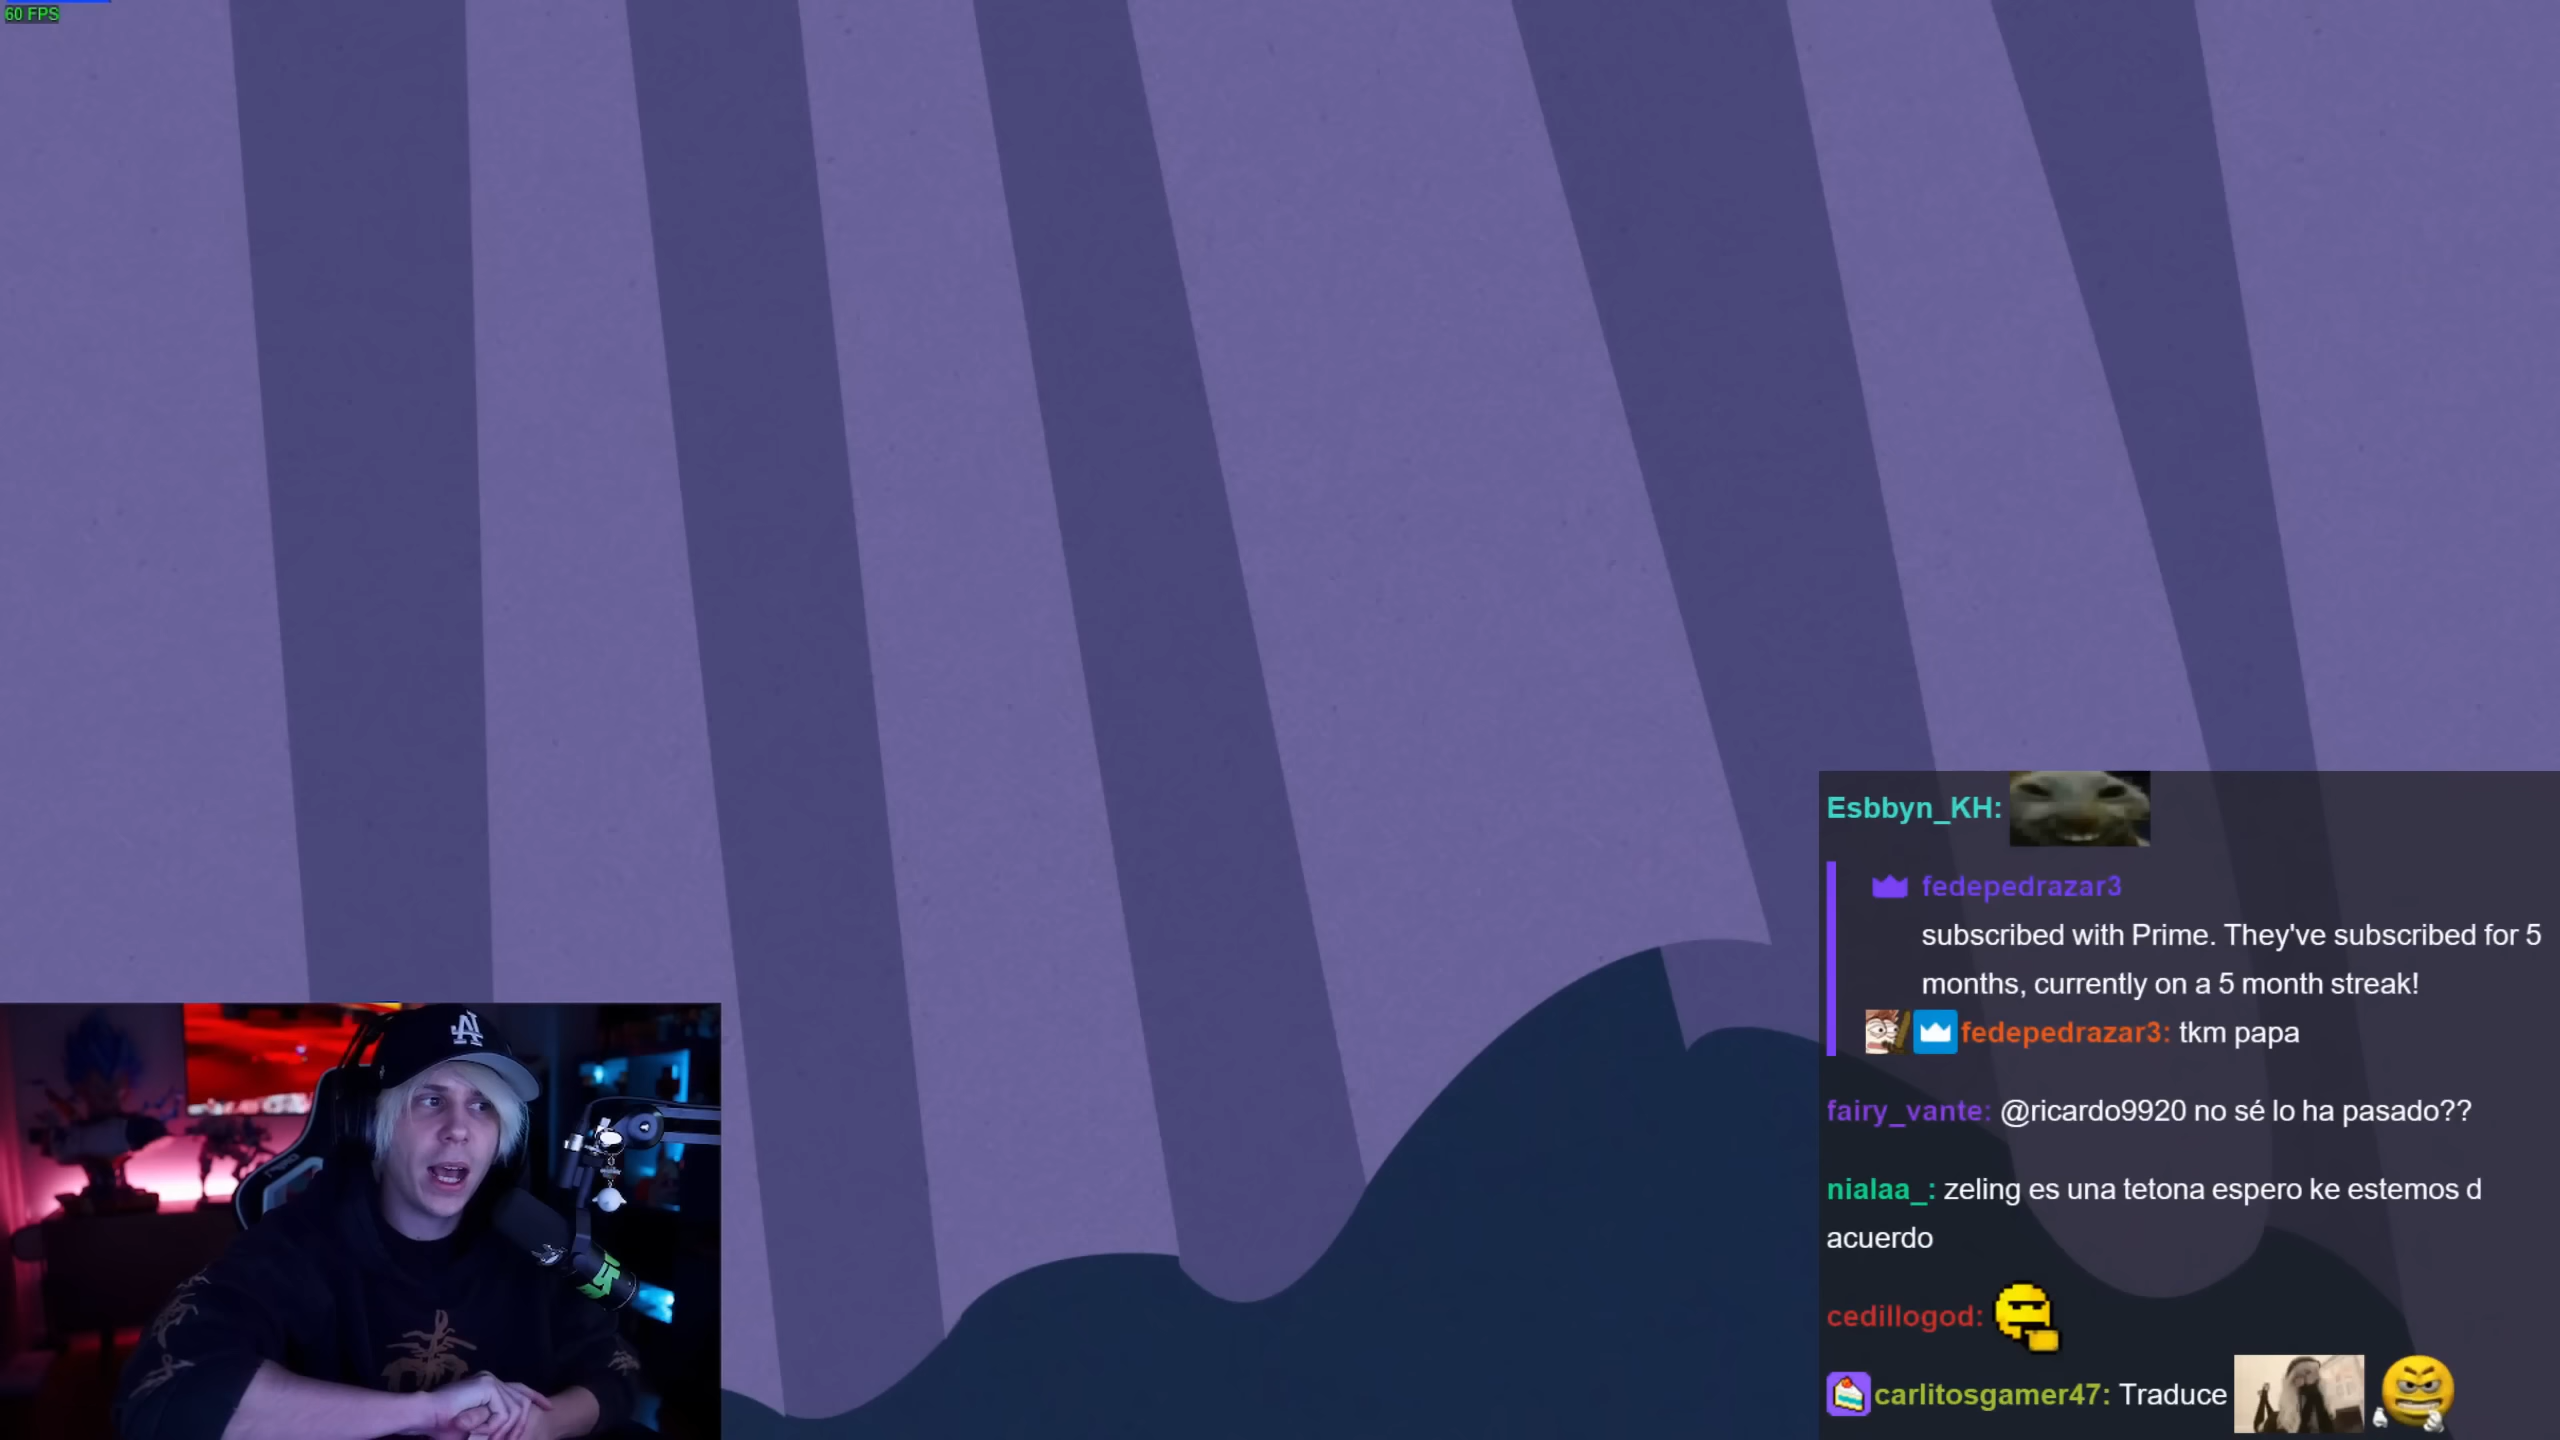 60 FPS
Esbbyn_KH:
fedepedrazar3
subscribed with Prime. They've subscribed for 5
months, currently on a 5 month streak!
fedepedrazar3: tkm papa
fairy_vante: @ricardo9920 no sé lo ha pasado??
nialaa_: zeling es una tetona espero ke estemos d
acuerdo
cedillogod:
carlitosgamer47: Traduce
LA